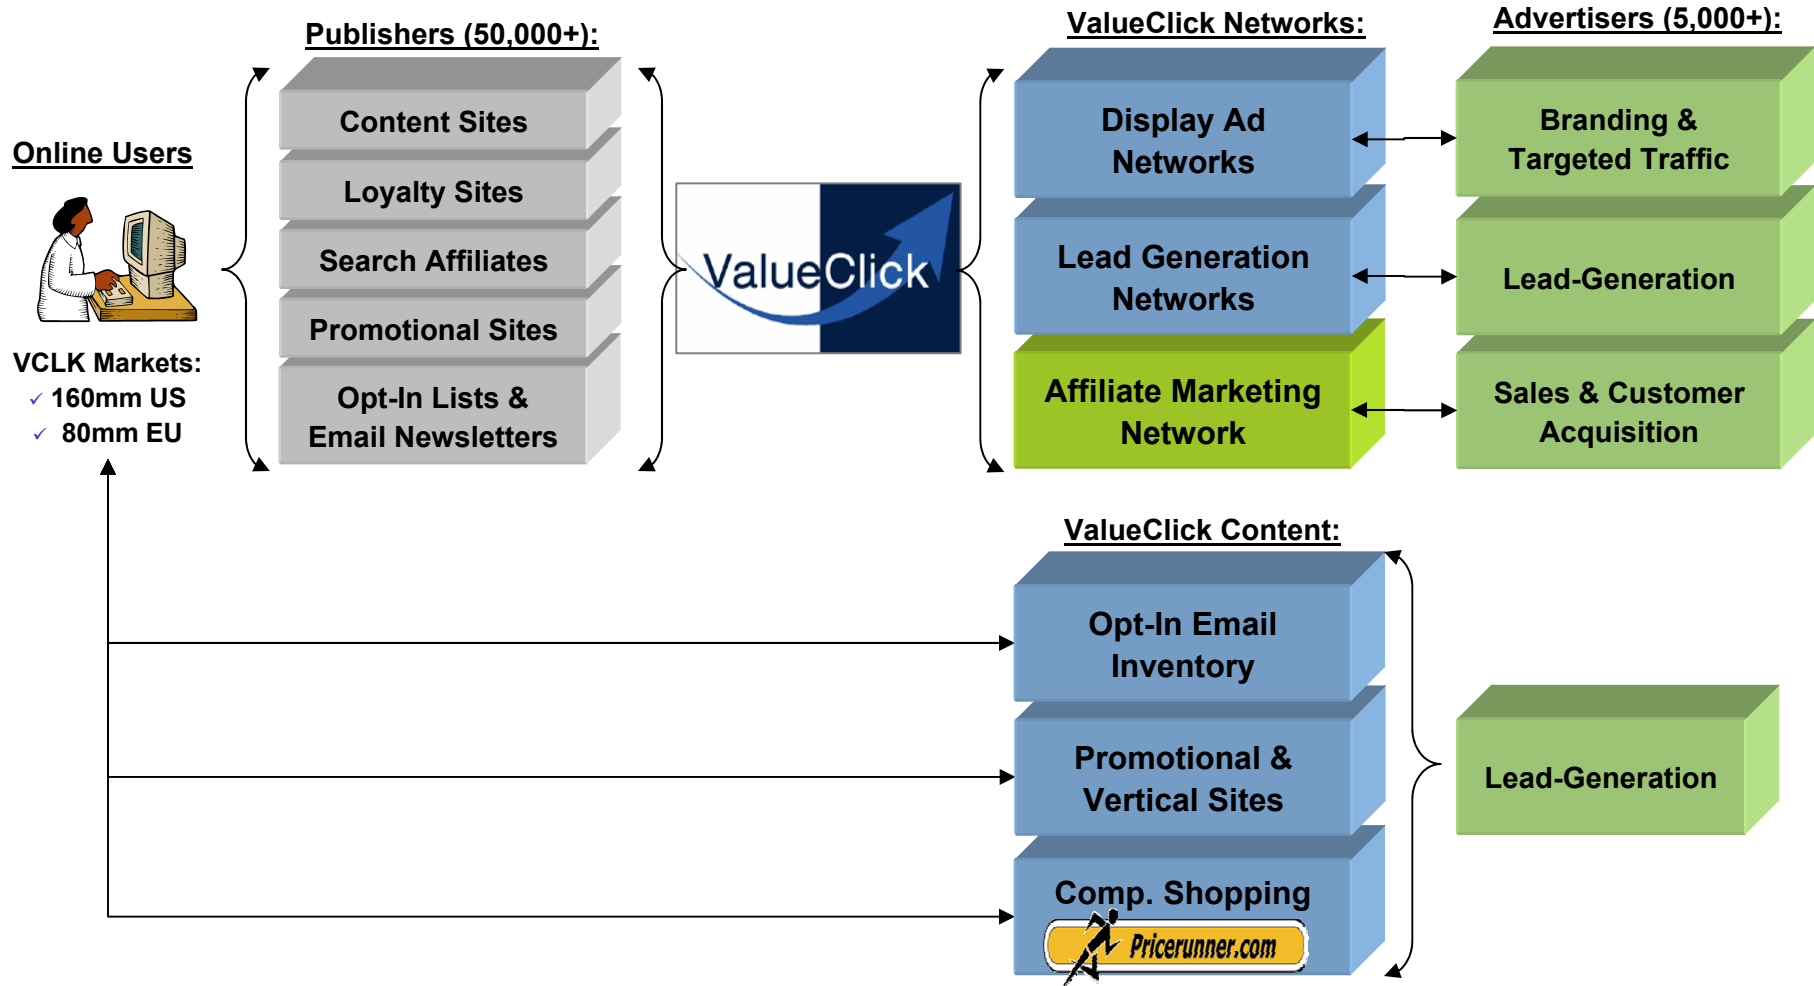 Publishers (50,000+):
ValueClick Networks:
Advertisers (5,000+):
Online Users
VCLK Markets:
✓ 160mm US
✓ 80mm EU
Content Sites
Loyalty Sites
Search Affiliates
Promotional Sites
Opt-In Lists &
Email Newsletters
ValueClick
Display Ad
Networks
Lead Generation
Networks
Affiliate Marketing
Network
Branding &
Targeted Traffic
Lead-Generation
Sales & Customer
Acquisition
ValueClick Content:
Opt-In Email
Inventory
Promotional &
Vertical Sites
Comp. Shopping
Pricerunner.com
Lead-Generation